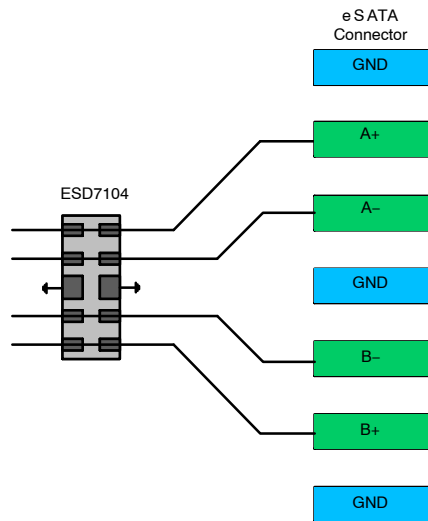 eSATA
Connector
GND
A+
ESD7104
A−
GND
B−
B+
GND